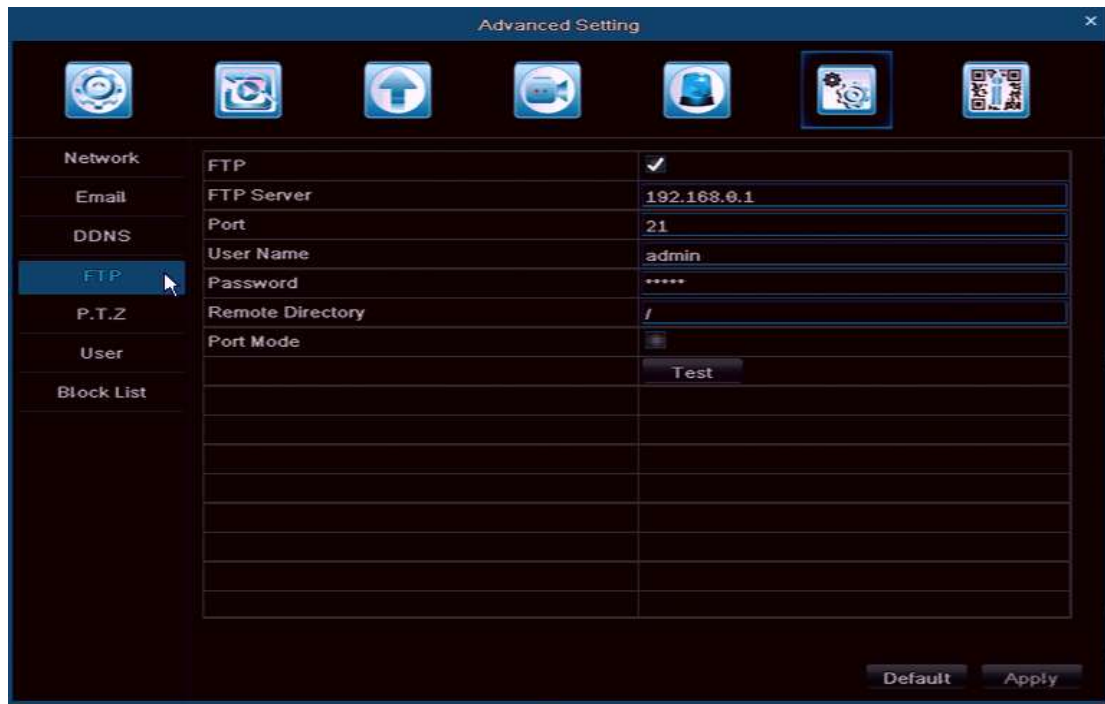 Advanced Setting
Network
Email
DDNS
FTP
P.T.Z
User
Block List
FTP
FTP Server 192.168.0.1
Port 21
User Name admin
Password *****
Remote Directory /
Port Mode
Test
Default Apply